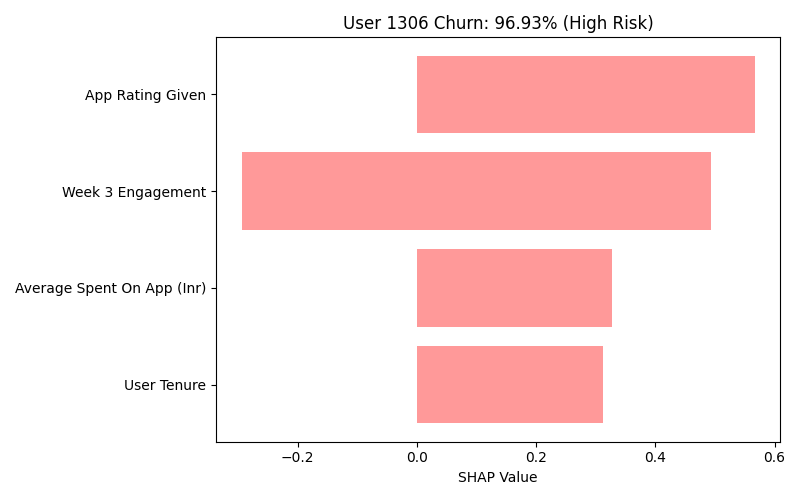 User 1306 Churn: 96.93% (High Risk)
App Rating Given
Week 3 Engagement
Average Spent On App (Inr)
User Tenure
−0.2 0.0 0.2 0.4 0.6
SHAP Value